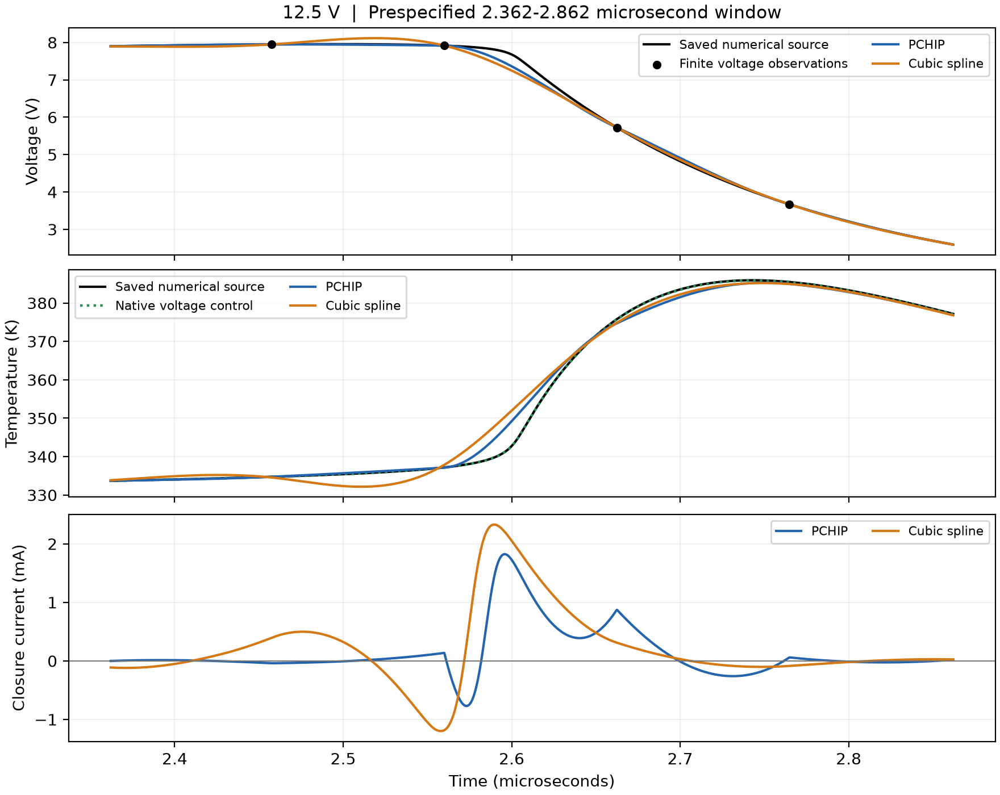 12.5 V | Prespecified 2.362-2.862 microsecond window
Voltage (V)
8
7
6
5
4
3
Saved numerical source
Finite voltage observations
PCHIP
Cubic spline
Temperature (K)
380
370
360
350
340
330
Saved numerical source
Native voltage control
PCHIP
Cubic spline
Closure current (mA)
2
1
0
−1
PCHIP
Cubic spline
2.4 2.5 2.6 2.7 2.8
Time (microseconds)